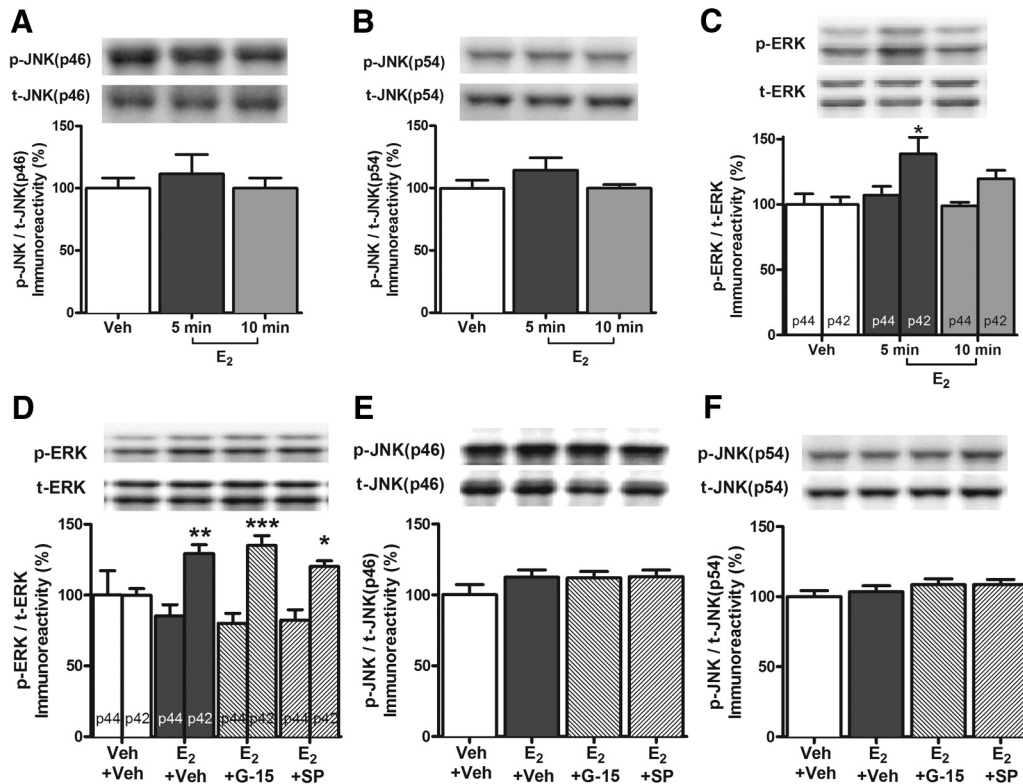 A
p-JNK(p46)
t-JNK(p46)
p-JNK / t-JNK(p46)
Immunoreactivity (%)
150
100
50
0
Veh
5 min
10 min
E2
B
p-JNK(p54)
t-JNK(p54)
p-JNK / t-JNK(p54)
Immunoreactivity (%)
150
100
50
0
Veh
5 min
10 min
E2
C
p-ERK
t-ERK
p-ERK / t-ERK
Immunoreactivity (%)
150
100
50
0
*
p44 p42 p44 p42 p44 p42
Veh
5 min
10 min
E2
D
p-ERK
t-ERK
p-ERK / t-ERK
Immunoreactivity (%)
150
100
50
0
** *** *
p44 p42 p44 p42 p44 p42 p44 p42
Veh E2 E2 E2
+Veh +Veh +G-15 +SP
E
p-JNK(p46)
t-JNK(p46)
p-JNK / t-JNK(p46)
Immunoreactivity (%)
150
100
50
0
Veh E2 E2 E2
+Veh +Veh +G-15 +SP
F
p-JNK(p54)
t-JNK(p54)
p-JNK / t-JNK(p54)
Immunoreactivity (%)
150
100
50
0
Veh E2 E2 E2
+Veh +Veh +G-15 +SP